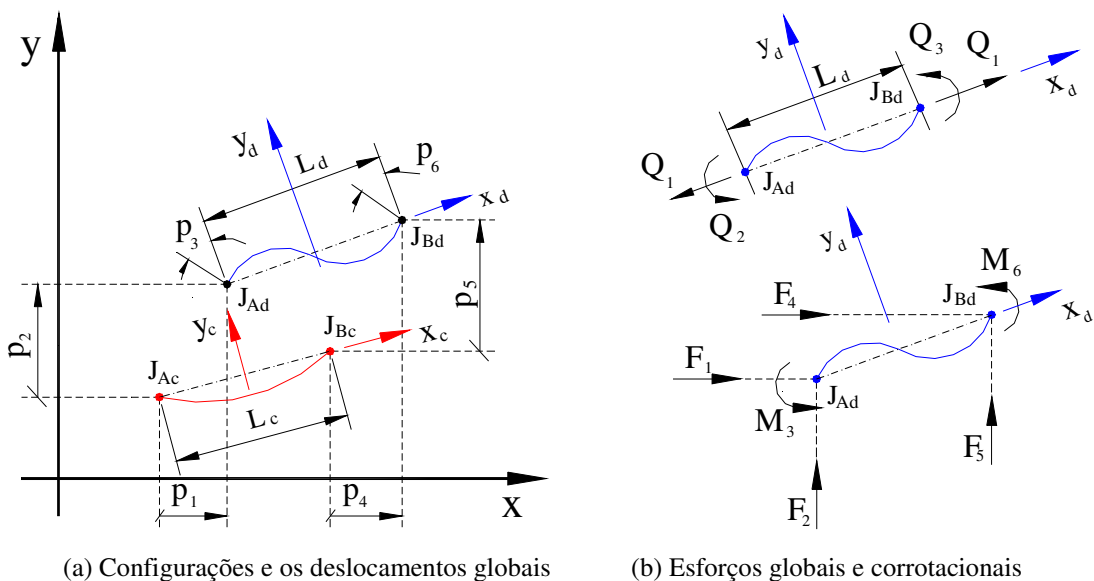 y
y_d
L_d
p_6
x_d
p_3
J_Bd
J_Ad
p_5
p_2
y_c
J_Bc
x_c
J_Ac
L_c
p_1
p_4
x
(a) Configurações e os deslocamentos globais
y_d
Q_3
Q_1
L_d
x_d
J_Bd
Q_1
J_Ad
Q_2
y_d
M_6
F_4
J_Bd
x_d
F_1
J_Ad
M_3
F_5
F_2
(b) Esforços globais e corrotacionais